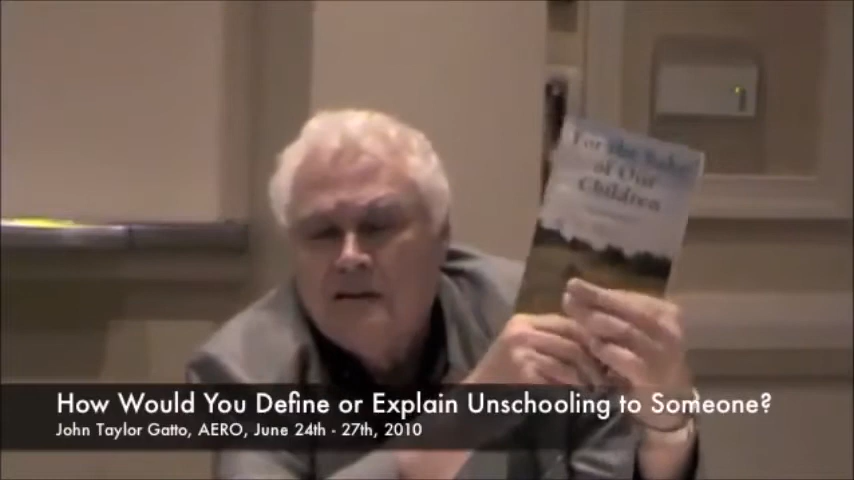 For the Sake
of Our
Children
How Would You Define or Explain Unschooling to Someone?
John Taylor Gatto, AERO, June 24th - 27th, 2010